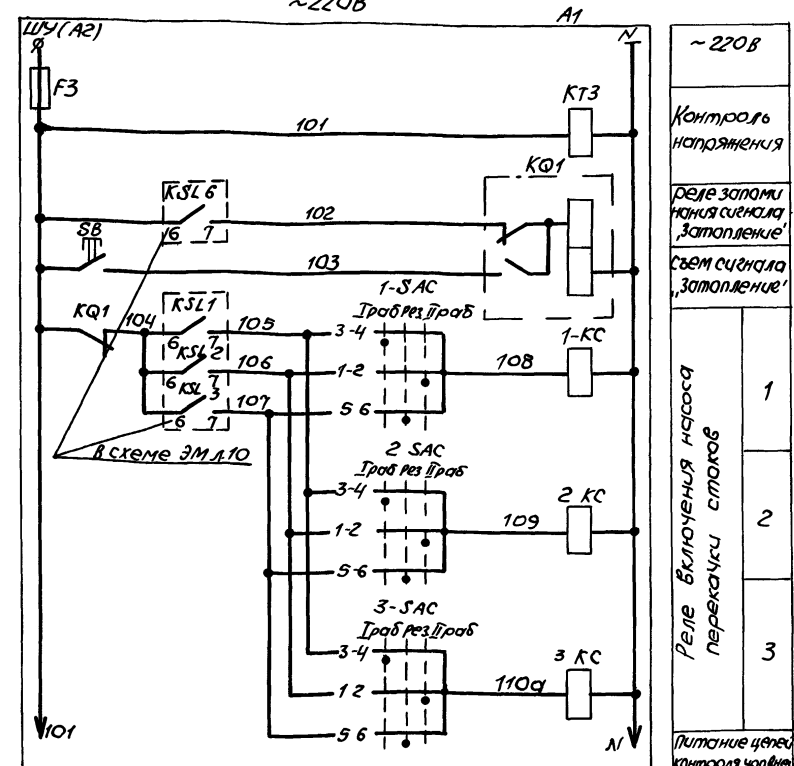 ~220В
ШУ(А2)
А1
N
~220В
F3
КТ3
101
Контроль
напряжения
KQ1
KSL6
102
6 7
реле запоми
нания сигнала
„Затопление"
SB
103
Съем сигнала
„Затопление"
1-SAC
I раб Рез II раб
KQ1
104
KSL1
105
3-4
1-КС
6 7
KSL 2
106
1-2
108
6 7
KSL 3
107
5 6
6 7
1
В схеме ЭМ л.10
2 SAC
I раб Рез II раб
3-4
2 КС
1-2
109
5-6
2
3-SAC
I раб Рез II раб
3-4
3 КС
1 2
110а
5 6
3
Реле включения насоса
перекачки стоков
101
N
Питание цепей
контроля уровней